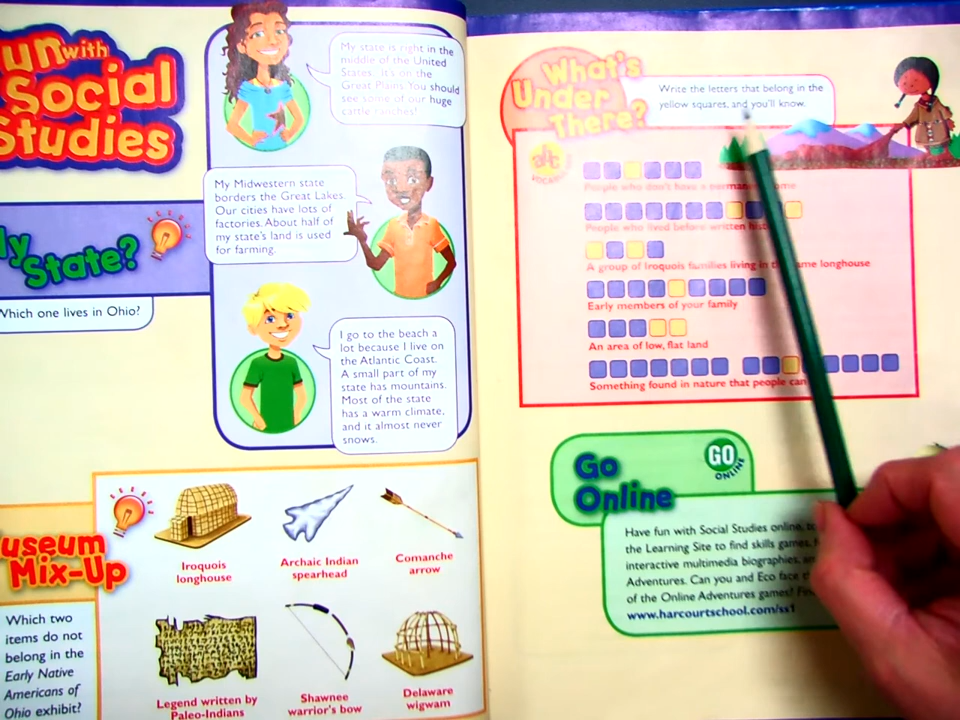 un with
Social
Studies
My state is right in the
middle of the United
States. It's on the
Great Plains. You should
see some of our huge
cattle ranches!
My Midwestern state
borders the Great Lakes.
Our cities have lots of
factories. About half of
my state's land is used
for farming.
y State?
Which one lives in Ohio?
I go to the beach a
lot because I live on
the Atlantic Coast.
A small part of my
state has mountains.
Most of the state
has a warm climate,
and it almost never
snows.
useum
Mix-Up
Which two
items do not
belong in the
Early Native
Americans of
Ohio exhibit?
Iroquois
longhouse
Archaic Indian
spearhead
Comanche
arrow
Legend written by
Paleo-Indians
Shawnee
warrior's bow
Delaware
wigwam
What's
Under
There?
Write the letters that belong in the
yellow squares, and you'll know.
People who don't have a
People who lived before written
A group of Iroquois families living in longhouse
Early members of your family
An area of low, flat land
Something found in nature that people can
Go
Online
GO
ONLINE
Have fun with Social Studies online,
the Learning Site to find skills games,
interactive multimedia biographies,
Adventures. Can you and Eco face
of the Online Adventures games?
www.harcourtschool.com/ss1